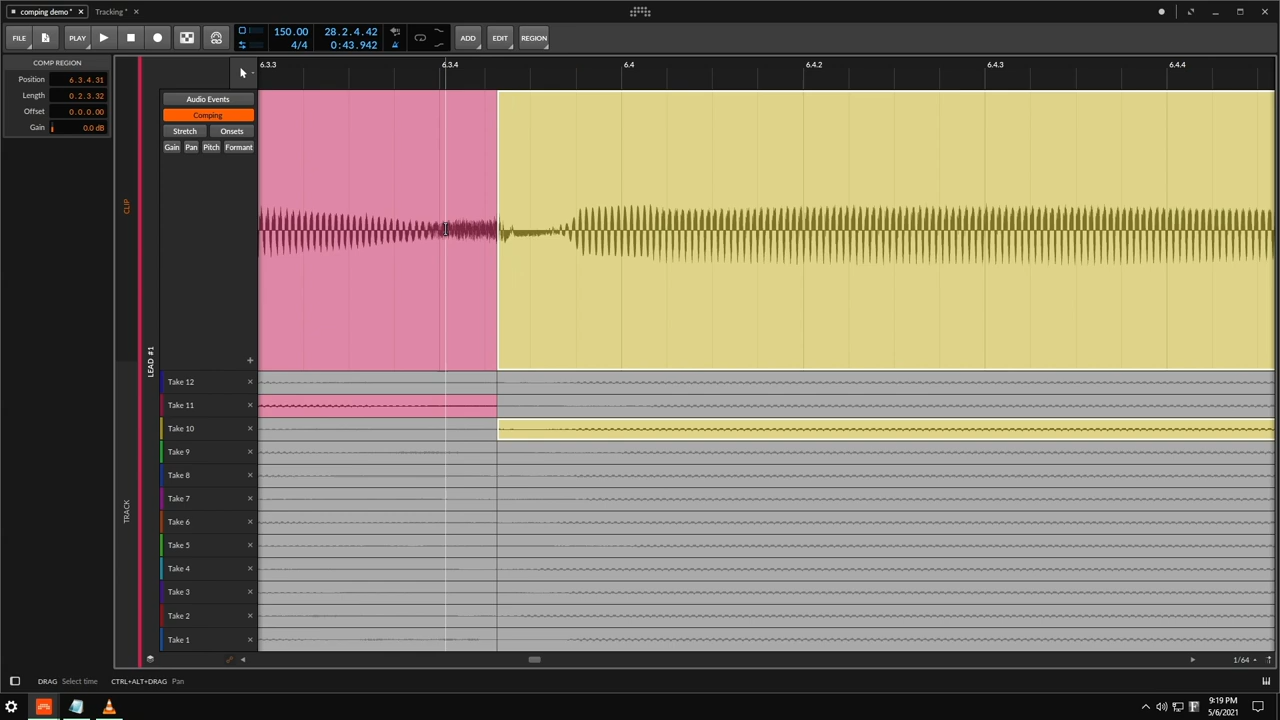 comping demo *
Tracking *
FILE
PLAY
150.00
4/4
28.2.4.42
0:43.942
ADD
EDIT
REGION
COMP REGION
Position 6.3.4.31
Length 0.2.3.32
Offset 0.0.0.00
Gain 0.0 dB
6.3.3
6.3.4
6.4
6.4.2
6.4.3
6.4.4
Audio Events
Comping
Stretch
Onsets
Gain
Pan
Pitch
Formant
CLIP
TRACK
LEAD #1
Take 12
Take 11
Take 10
Take 9
Take 8
Take 7
Take 6
Take 5
Take 4
Take 3
Take 2
Take 1
1/64
DRAG Select time
CTRL+ALT+DRAG Pan
9:19 PM
5/6/2021